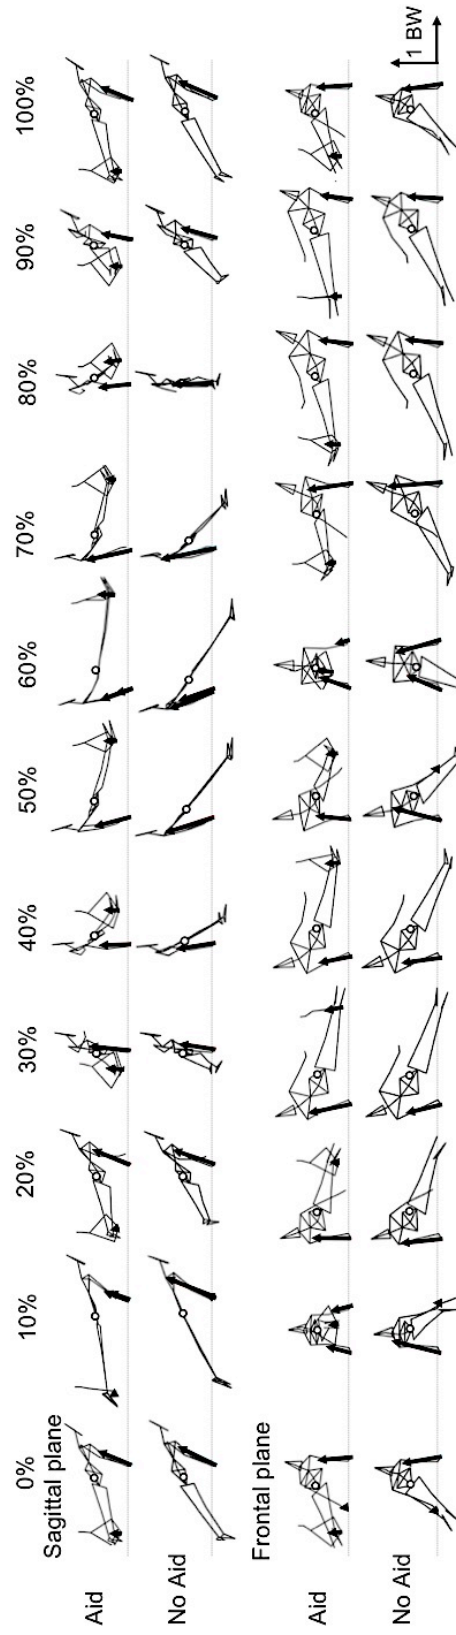 0% 10% 20% 30% 40% 50% 60% 70% 80% 90% 100%
Sagittal plane
Aid
No Aid
Frontal plane
Aid
No Aid
1 BW